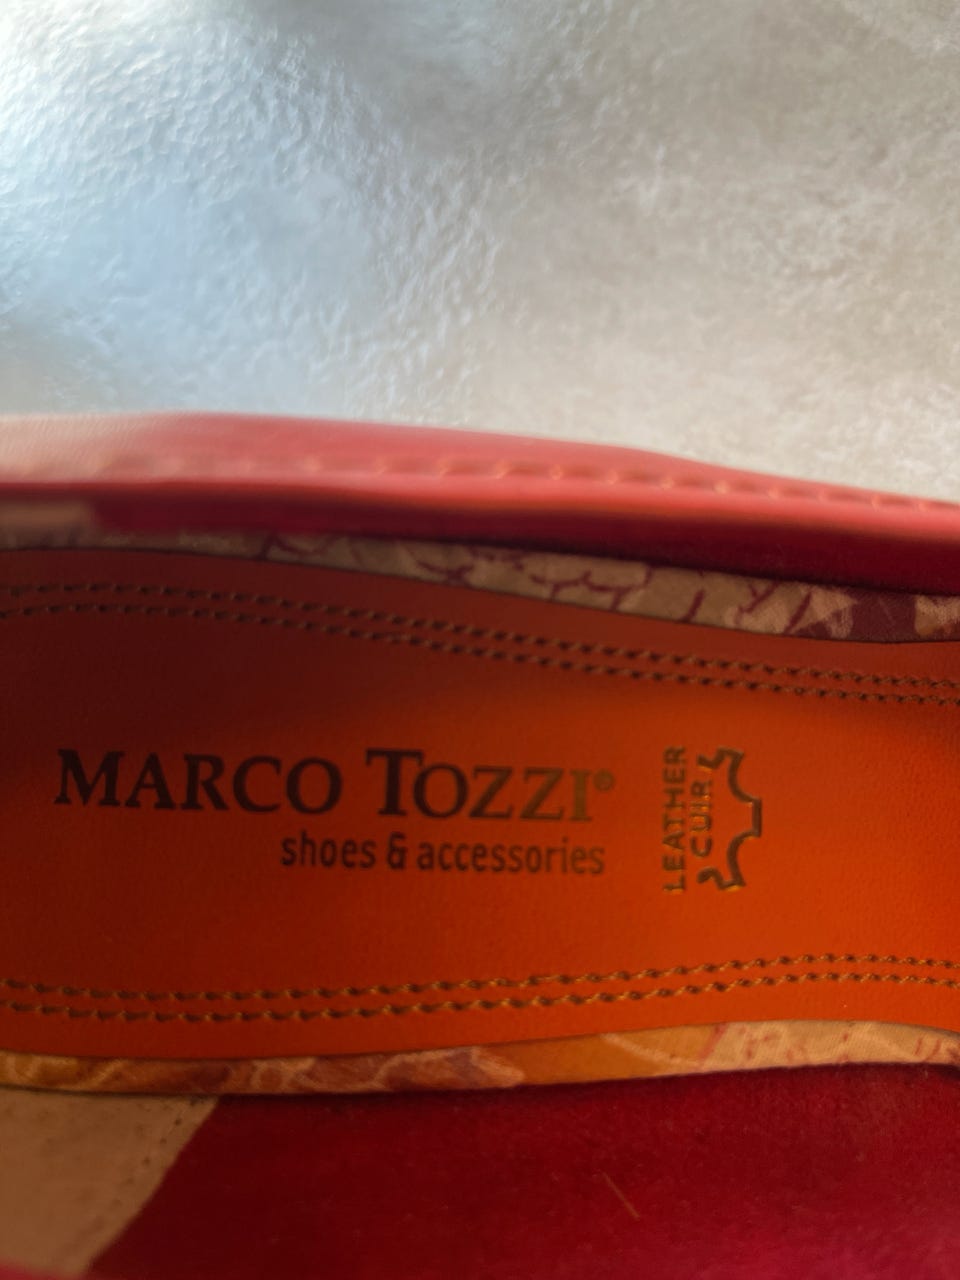 MARCO TOZZI®
shoes & accessories
LEATHER
CUIR